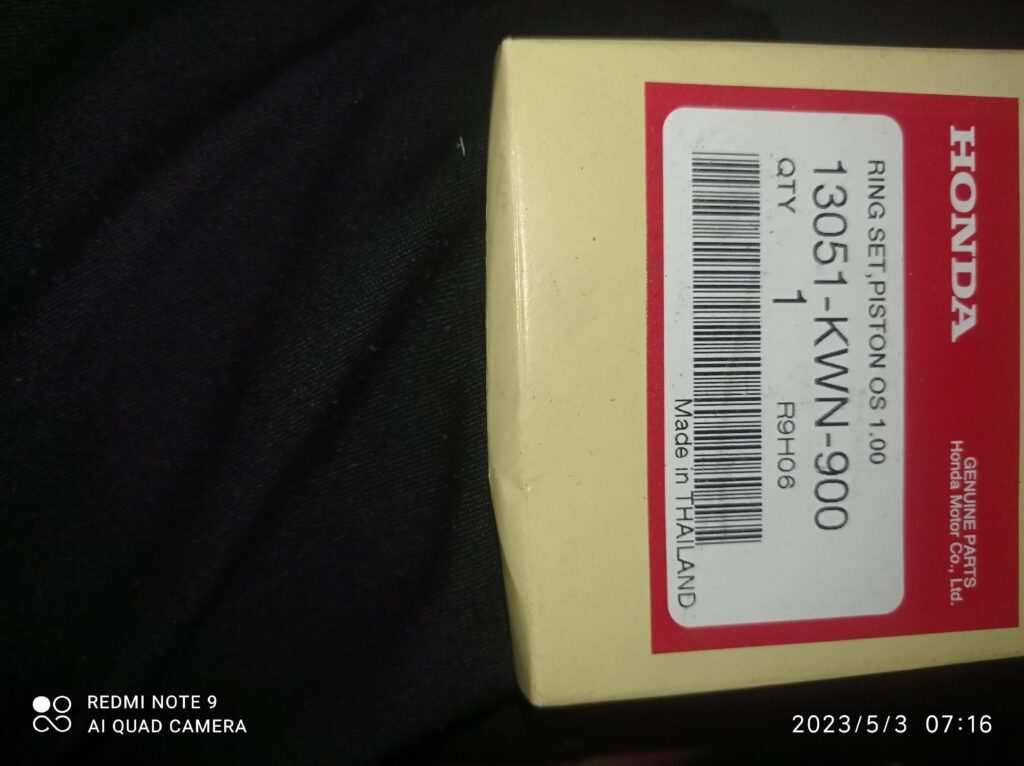 HONDA
GENUINE PARTS
Honda Motor Co., Ltd.
RING SET,PISTON OS 1.00
13051-KWN-900
QTY 1 R9H06
Made in THAILAND
REDMI NOTE 9
AI QUAD CAMERA
2023/5/3 07:16